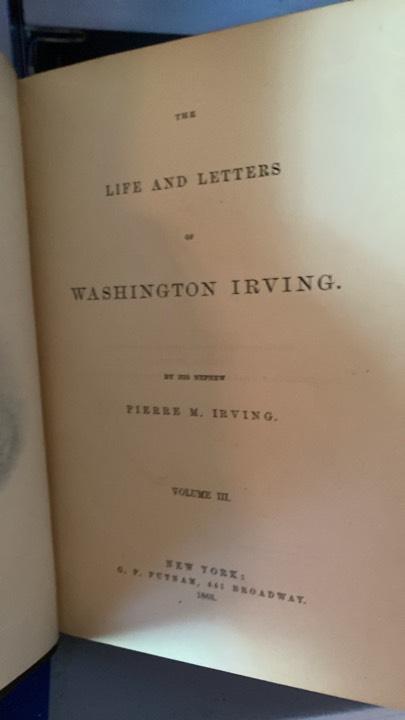 THE
LIFE AND LETTERS
OF
WASHINGTON IRVING.
BY HIS NEPHEW
PIERRE M. IRVING.
VOLUME III.
NEW YORK:
G. P. PUTNAM, 441 BROADWAY.